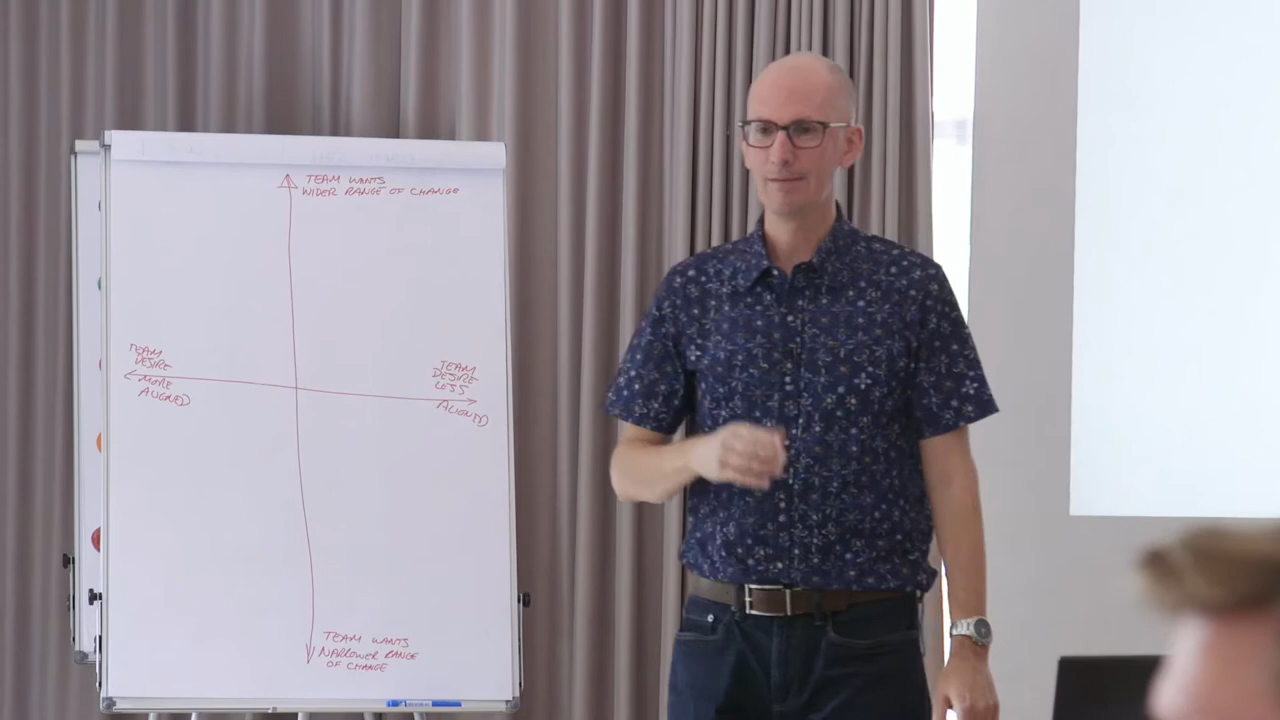 TEAM WANTS
WIDER RANGE OF CHANGE
TEAM
DESIRE
MORE
ALIGNED
TEAM
DESIRE
LESS
ALIGNED
TEAM WANTS
NARROWER RANGE
OF CHANGE